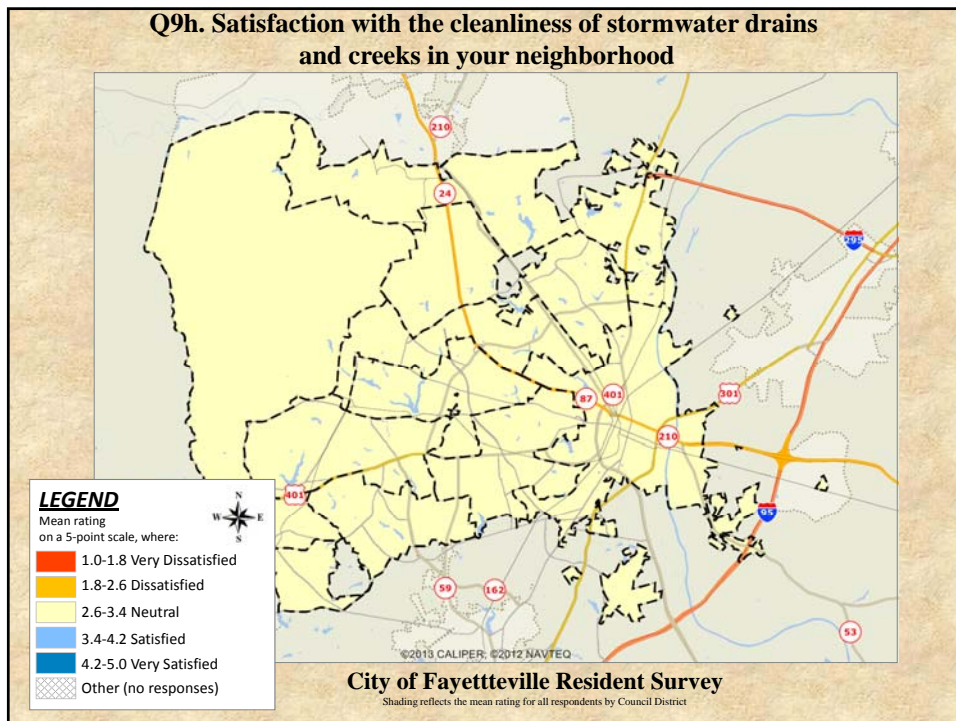 Q9h. Satisfaction with the cleanliness of stormwater drains
and creeks in your neighborhood
210
24
295
87
401
301
210
401
95
59
162
53
LEGEND
Mean rating
on a 5-point scale, where:
N
W E
S
1.0-1.8 Very Dissatisfied
1.8-2.6 Dissatisfied
2.6-3.4 Neutral
3.4-4.2 Satisfied
4.2-5.0 Very Satisfied
Other (no responses)
©2013 CALIPER; ©2012 NAVTEQ
City of Fayettteville Resident Survey
Shading reflects the mean rating for all respondents by Council District